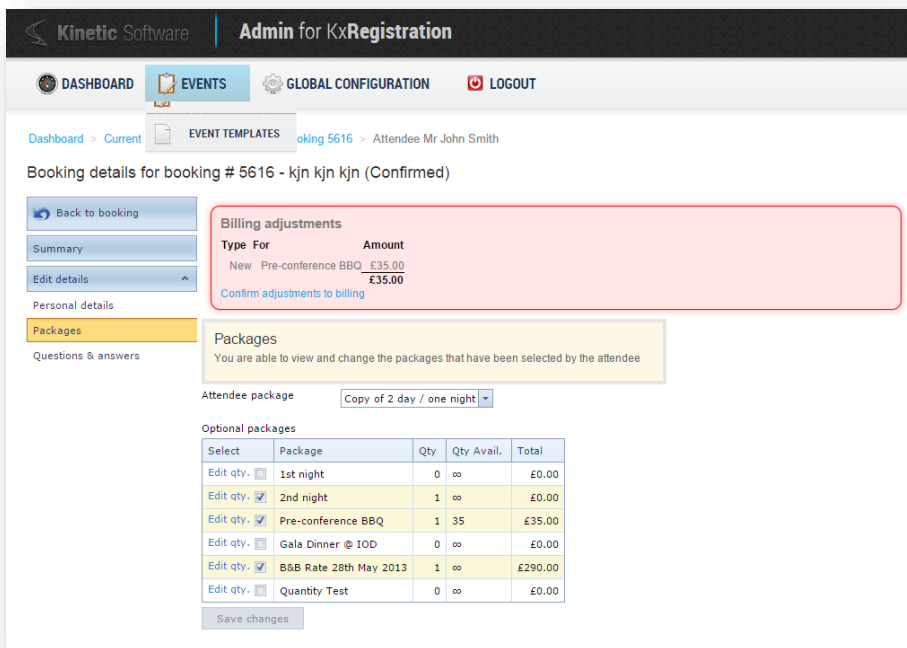 Kinetic Software Admin for KxRegistration
DASHBOARD EVENTS GLOBAL CONFIGURATION LOGOUT
EVENT TEMPLATES
Dashboard > Current oking 5616 > Attendee Mr John Smith
Booking details for booking # 5616 - kjn kjn kjn (Confirmed)
Back to booking
Summary
Edit details
Personal details
Packages
Questions & answers
Billing adjustments
Type For Amount
New Pre-conference BBQ £35.00
£35.00
Confirm adjustments to billing
Packages
You are able to view and change the packages that have been selected by the attendee
Attendee package Copy of 2 day / one night
Optional packages
Select Package Qty Qty Avail. Total
Edit qty. 1st night 0 ∞ £0.00
Edit qty. 2nd night 1 ∞ £0.00
Edit qty. Pre-conference BBQ 1 35 £35.00
Edit qty. Gala Dinner @ IOD 0 ∞ £0.00
Edit qty. B&B Rate 28th May 2013 1 ∞ £290.00
Edit qty. Quantity Test 0 ∞ £0.00
Save changes